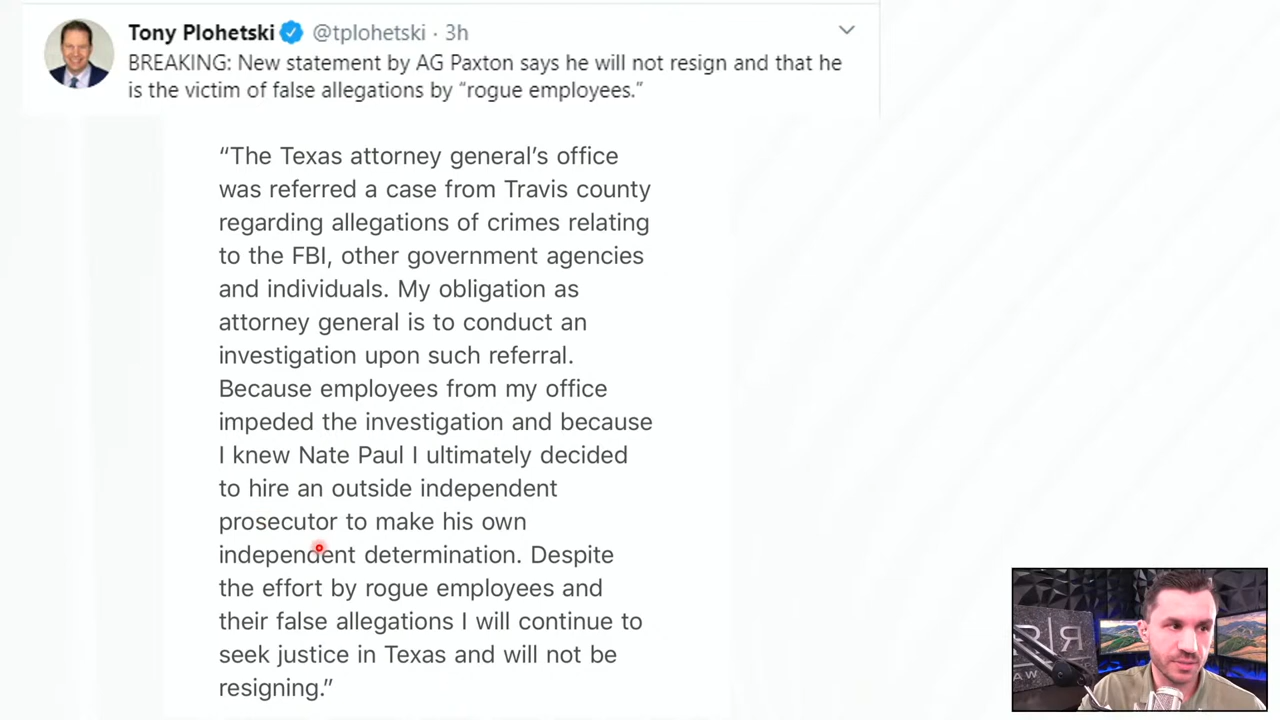 Tony Plohetski @tplohetski · 3h
BREAKING: New statement by AG Paxton says he will not resign and that he
is the victim of false allegations by “rogue employees.”
“The Texas attorney general’s office
was referred a case from Travis county
regarding allegations of crimes relating
to the FBI, other government agencies
and individuals. My obligation as
attorney general is to conduct an
investigation upon such referral.
Because employees from my office
impeded the investigation and because
I knew Nate Paul I ultimately decided
to hire an outside independent
prosecutor to make his own
independent determination. Despite
the effort by rogue employees and
their false allegations I will continue to
seek justice in Texas and will not be
resigning.”